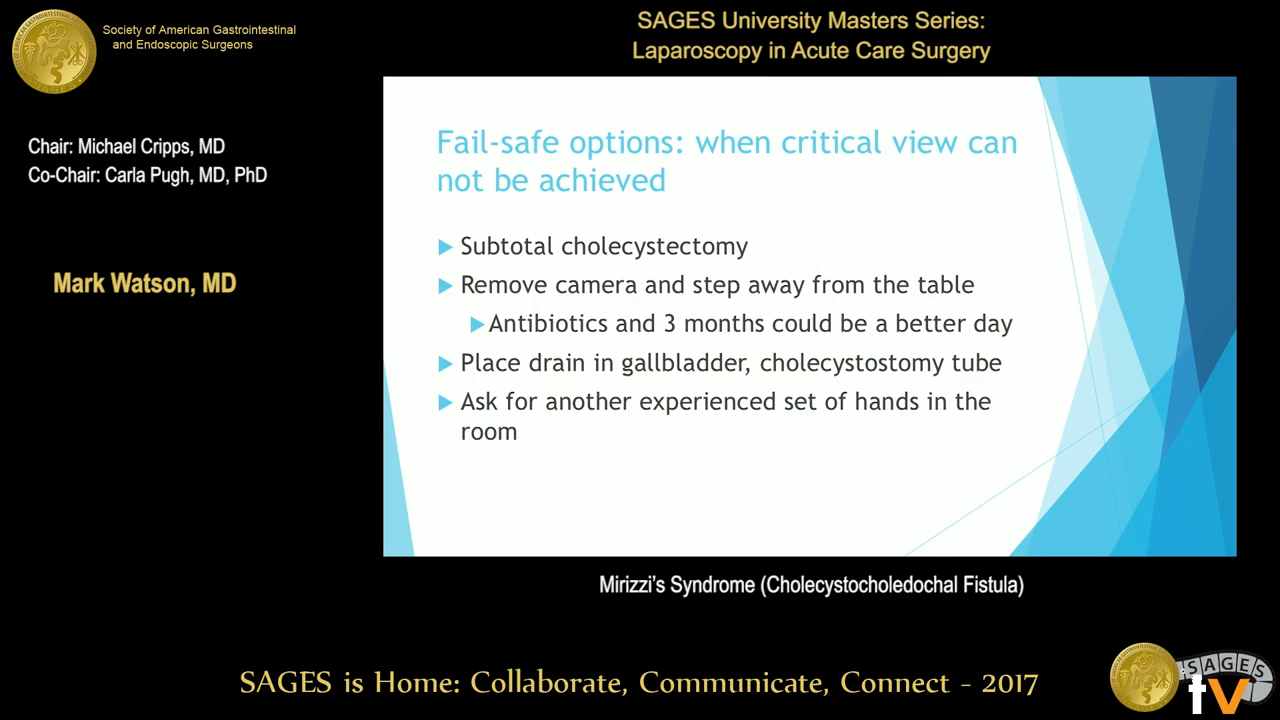 Society of American Gastrointestinal
and Endoscopic Surgeons
SAGES University Masters Series:
Laparoscopy in Acute Care Surgery
Chair: Michael Cripps, MD
Co-Chair: Carla Pugh, MD, PhD
Mark Watson, MD
Fail-safe options: when critical view can
not be achieved
Subtotal cholecystectomy
Remove camera and step away from the table
Antibiotics and 3 months could be a better day
Place drain in gallbladder, cholecystostomy tube
Ask for another experienced set of hands in the
room
Mirizzi's Syndrome (Cholecystocholedochal Fistula)
SAGES is Home: Collaborate, Communicate, Connect - 2017
SAGES
tv